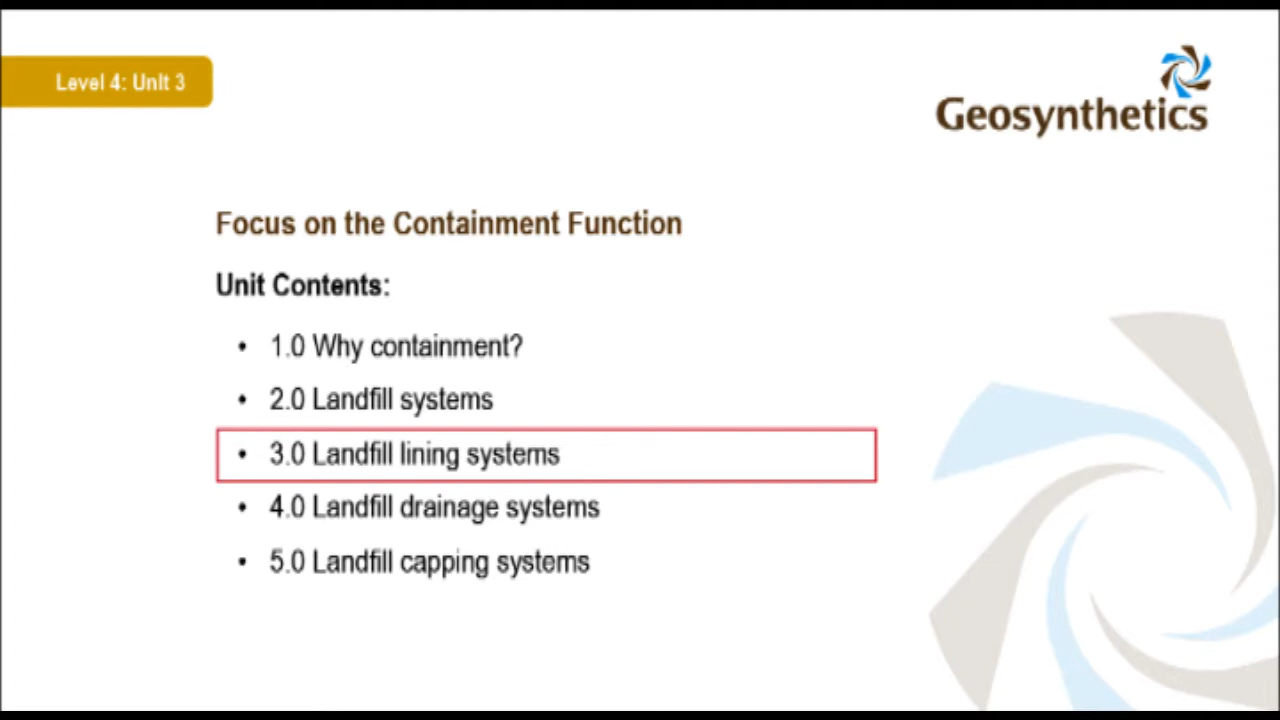 Level 4: Unit 3
Geosynthetics
Focus on the Containment Function
Unit Contents:
• 1.0 Why containment?
• 2.0 Landfill systems
• 3.0 Landfill lining systems
• 4.0 Landfill drainage systems
• 5.0 Landfill capping systems